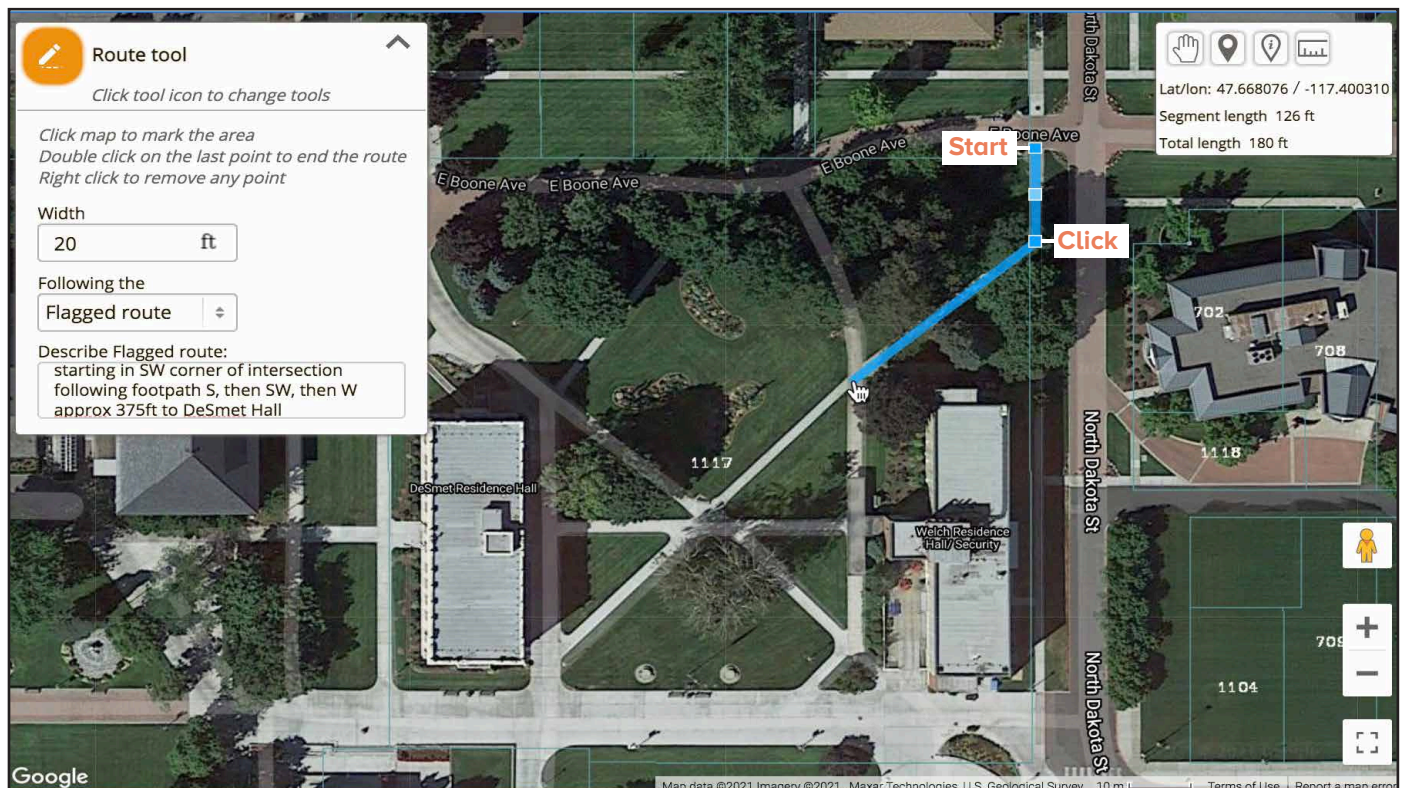 Route tool
Click tool icon to change tools
Click map to mark the area
Double click on the last point to end the route
Right click to remove any point
Width
20 ft
Following the
Flagged route
Describe Flagged route:
starting in SW corner of intersection
following footpath S, then SW, then W
approx 375ft to DeSmet Hall
Lat/lon: 47.668076 / -117.400310
Segment length 126 ft
Total length 180 ft
rth Dakota St
E Boone Ave
Start
E Boone Ave
E Boone Ave
E Boone Ave
Click
702
708
North Dakota St
1118
1117
DeSmet Residence Hall
Welch Residence
Hall/ Security
709
1104
North Dakota St
Google
Map data ©2021 Imagery ©2021 , Maxar Technologies, U.S. Geological Survey
10 m
Terms of Use
Report a map error